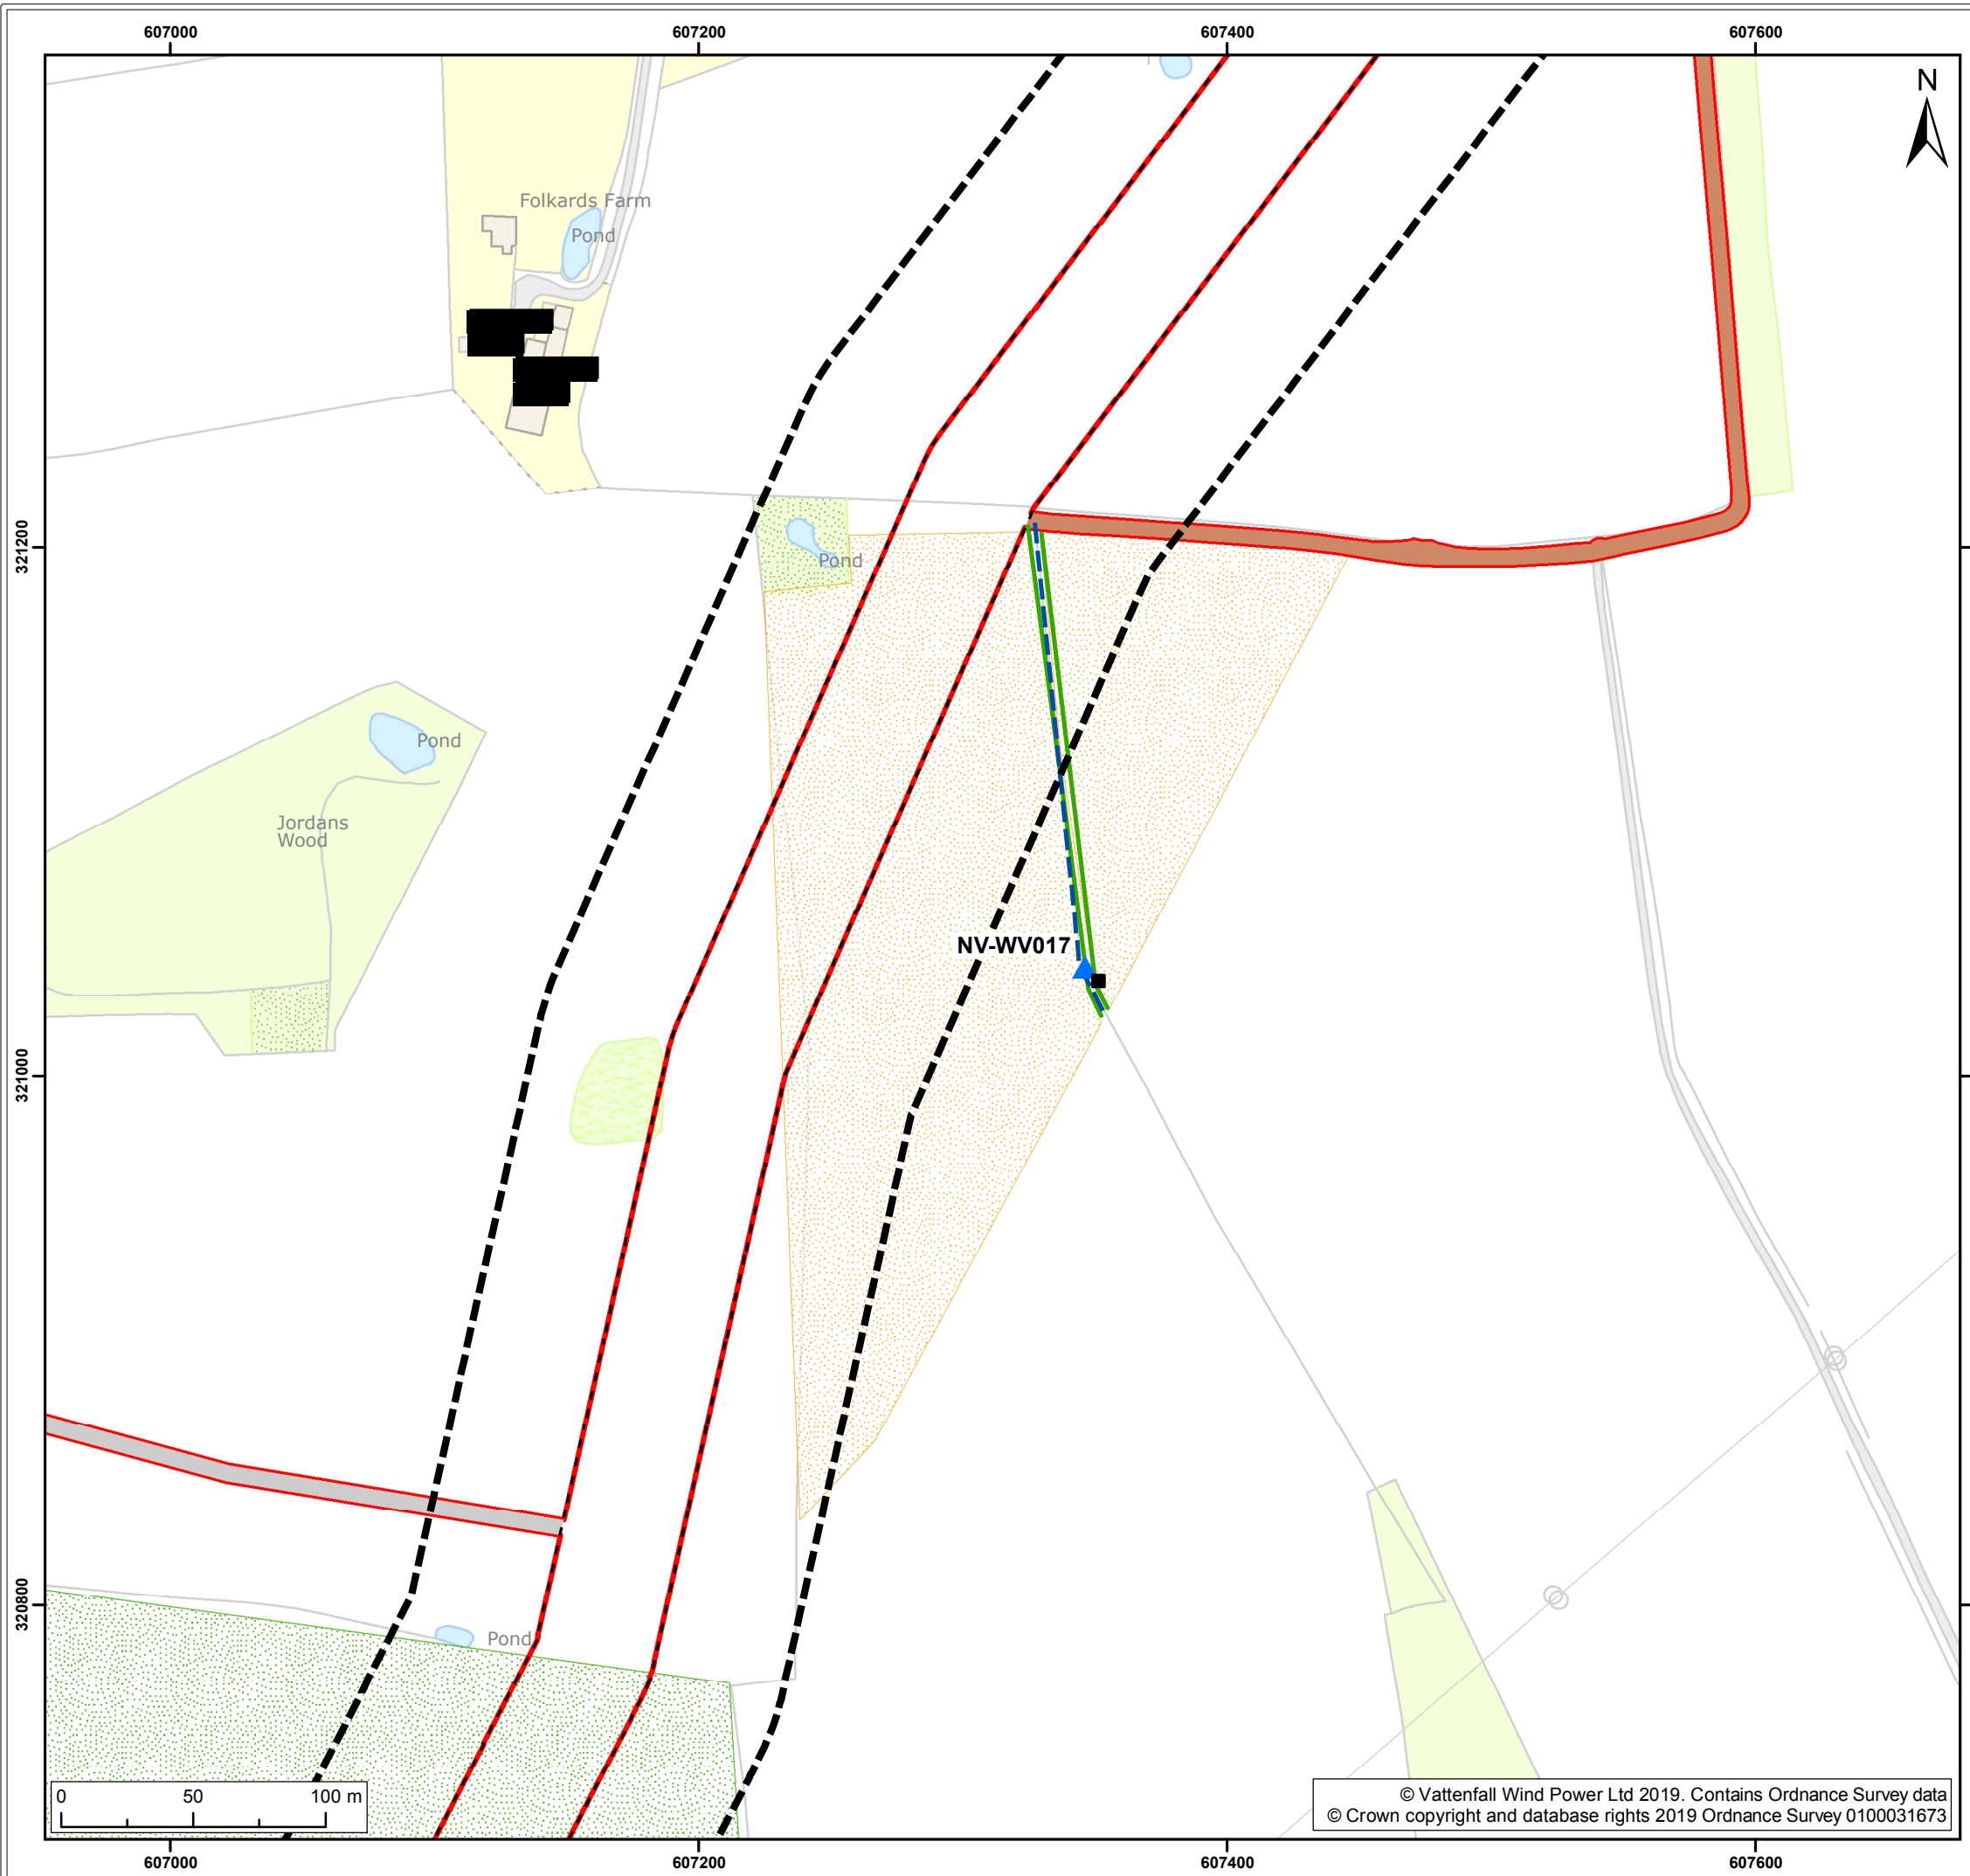 607000 607200 607400 607600
N
Folkards Farm
Pond
321200
Pond
Pond
Jordans
Wood
NV-WV017
321000
320800
Pond
0 50 100 m
© Vattenfall Wind Power Ltd 2019. Contains Ordnance Survey data
© Crown copyright and database rights 2019 Ordnance Survey 0100031673
607000 607200 607400 607600